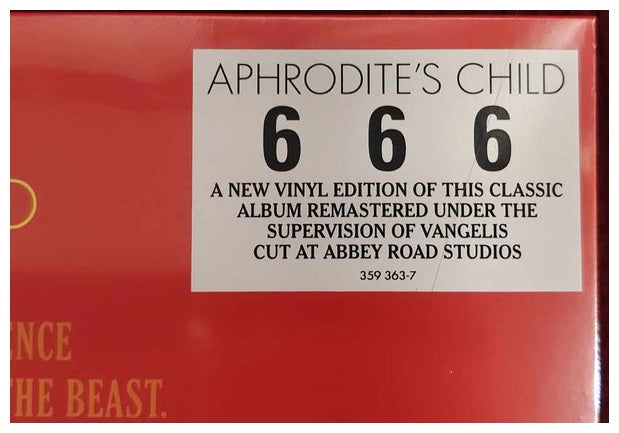 APHRODITE'S CHILD
6 6 6
A NEW VINYL EDITION OF THIS CLASSIC
ALBUM REMASTERED UNDER THE
SUPERVISION OF VANGELIS
CUT AT ABBEY ROAD STUDIOS
359 363-7
THE BEAST.